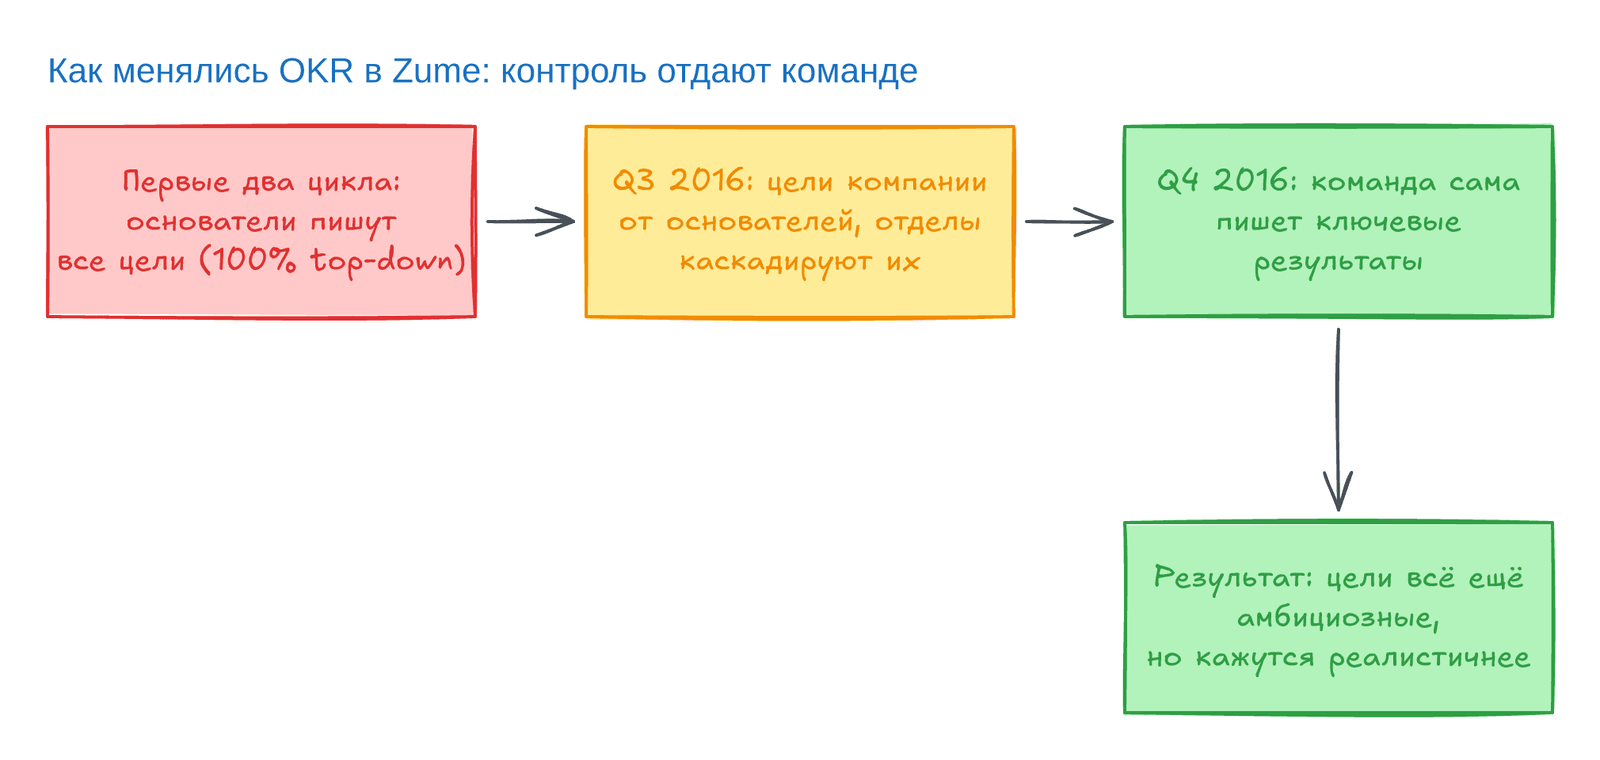 Как менялись OKR в Zume: контроль отдают команде
Первые два цикла:
основатели пишут
все цели (100% top-down)
Q3 2016: цели компании
от основателей, отделы
каскадируют их
Q4 2016: команда сама
пишет ключевые
результаты
Результат: цели всё ещё
амбициозные,
но кажутся реалистичнее